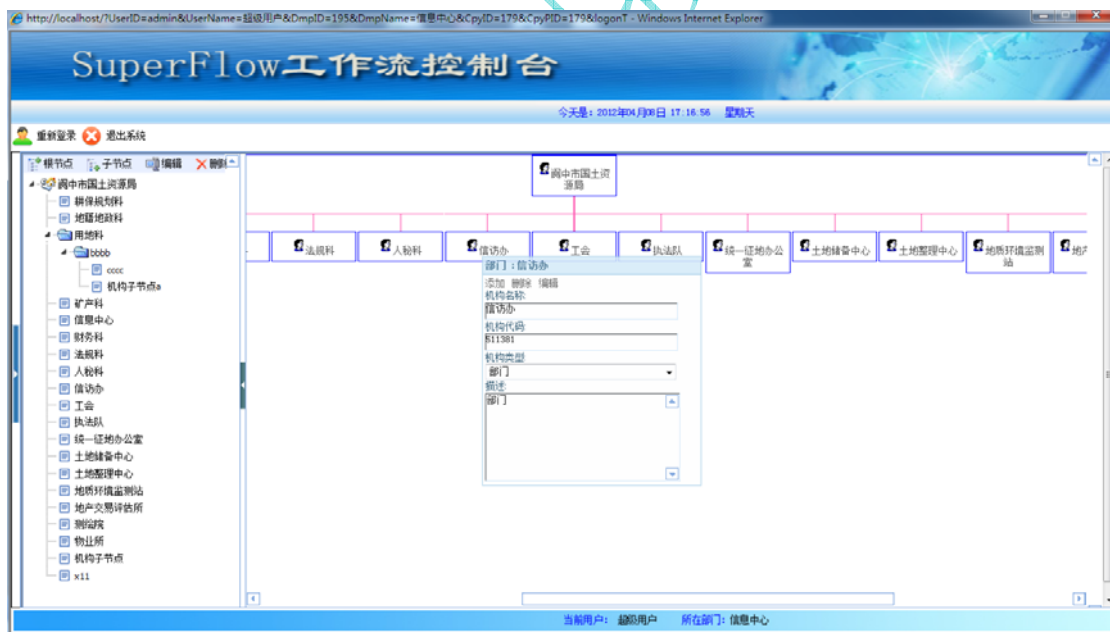 http://localhost/?UserID=admin&UserName=超级用户&DmpID=195&DmpName=信息中心&CpyID=179&CpyPID=179&logonT - Windows Internet Explorer
SuperFlow工作流控制台
今天是：2012年04月08日 17:16:56 星期天
重新登录 退出系统
根节点 子节点 编辑 删除
阆中市国土资源局
耕保规划科
地籍地政科
用地科
bbbb
cccc
机构子节点a
矿产科
信息中心
财务科
法规科
人秘科
信访办
工会
执法队
统一征地办公室
土地储备中心
土地整理中心
地质环境监测站
地产交易评估所
测绘院
物业所
机构子节点
x11
阆中市国土资
源局
法规科 人秘科 信访办 工会 执法队 统一征地办公 土地储备中心 土地整理中心 地质环境监测 地产
室 站
部门：信访办
添加 删除 编辑
机构名称:
信访办
机构代码:
511381
机构类型
部门
描述:
部门
当前用户： 超级用户 所在部门：信息中心